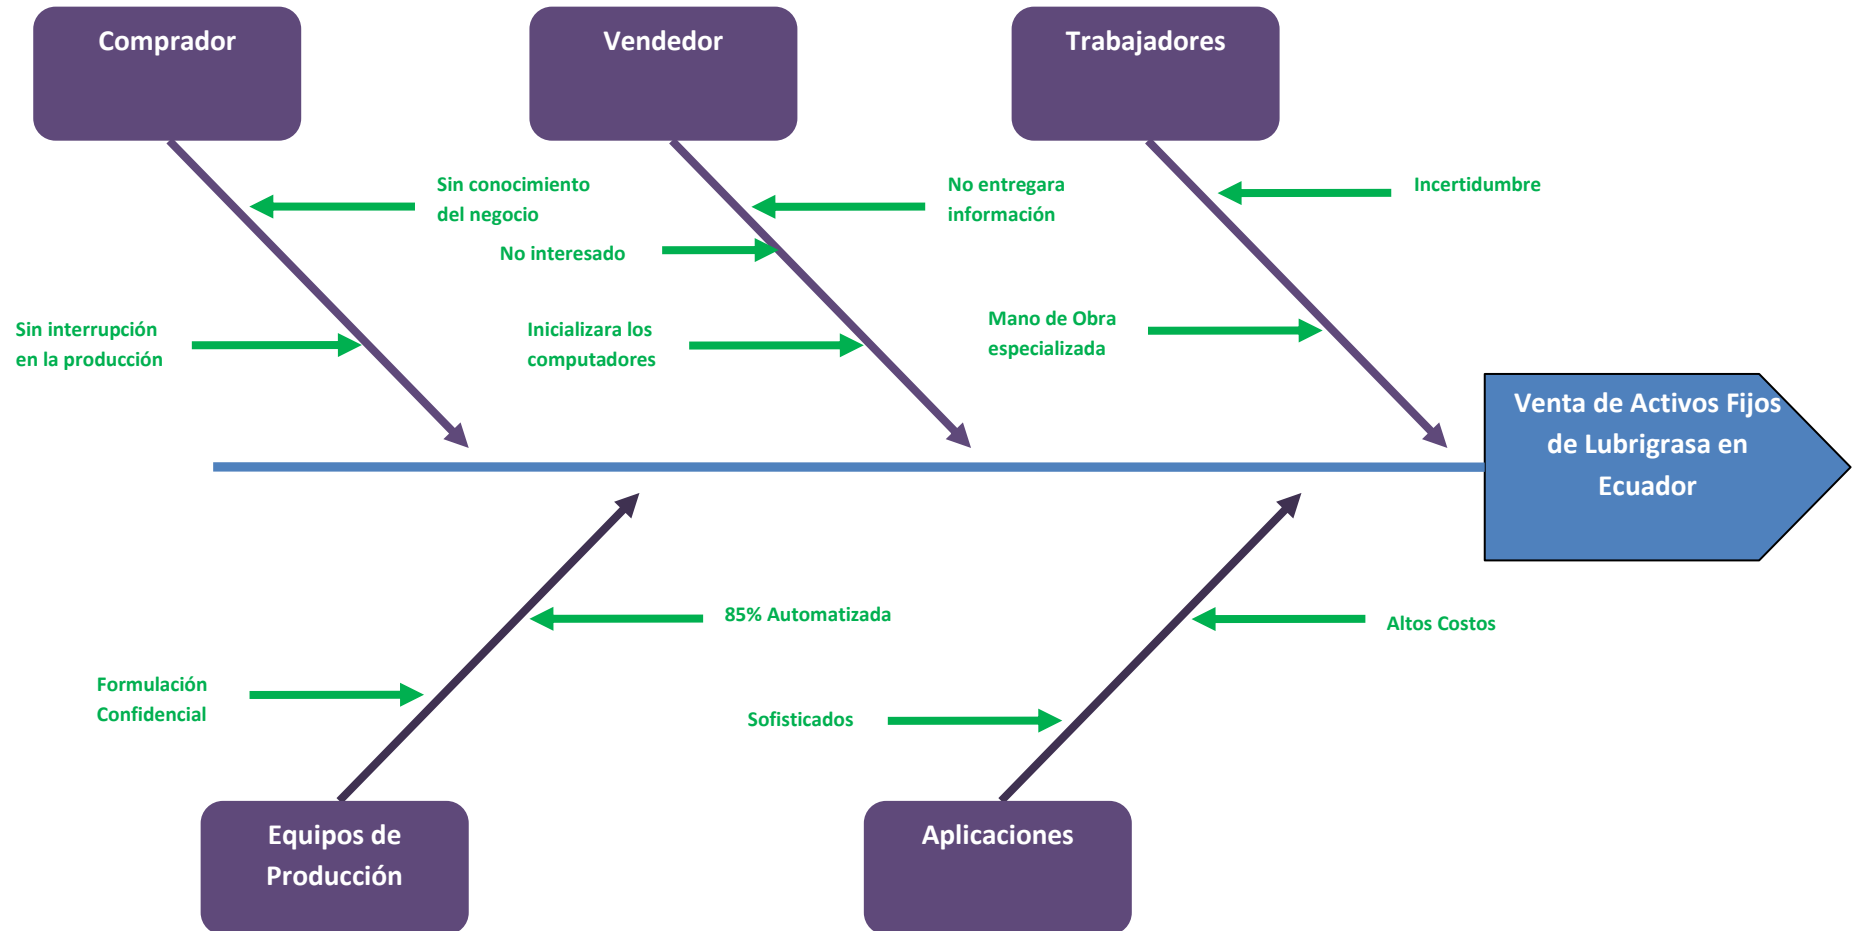 Comprador
Vendedor
Trabajadores
Sin conocimiento
del negocio
No entregara
información
Incertidumbre
No interesado
Sin interrupción
en la producción
Inicializara los
computadores
Mano de Obra
especializada
Venta de Activos Fijos
de Lubrigrasa en
Ecuador
85% Automatizada
Altos Costos
Formulación
Confidencial
Sofisticados
Equipos de
Producción
Aplicaciones